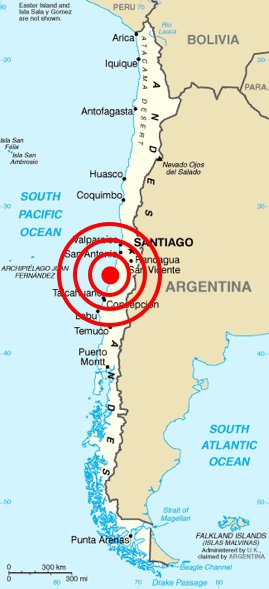 Easter Island and
Isla Sala y Gomez
are not shown.
80
PERU
70
Río
Lauca
BOLIVIA
Arica
Iquique
ATACAMA DESERT
20
PARA.
Antofagasta
Isla San
Félix
Isla San
Ambrosio
Nevado Ojos
del Salado
Huasco
Coquimbo
ANDES
SOUTH
PACIFIC
OCEAN
30
Valparaíso
SANTIAGO
San Antonio
Rancagua
San Vicente
ARCHIPIÉLAGO JUAN
FERNÁNDEZ
ARGENTINA
Talcahuano
Concepción
Lebu
Temuco
Puerto
Montt
40
ANDES
SOUTH
ATLANTIC
OCEAN
50
Strait of
Magellan
Punta Arenas
FALKLAND ISLANDS
(ISLAS MALVINAS)
Administered by U.K.,
claimed by ARGENTINA
Beagle Channel
Drake Passage
0 300 km
0 300 mi